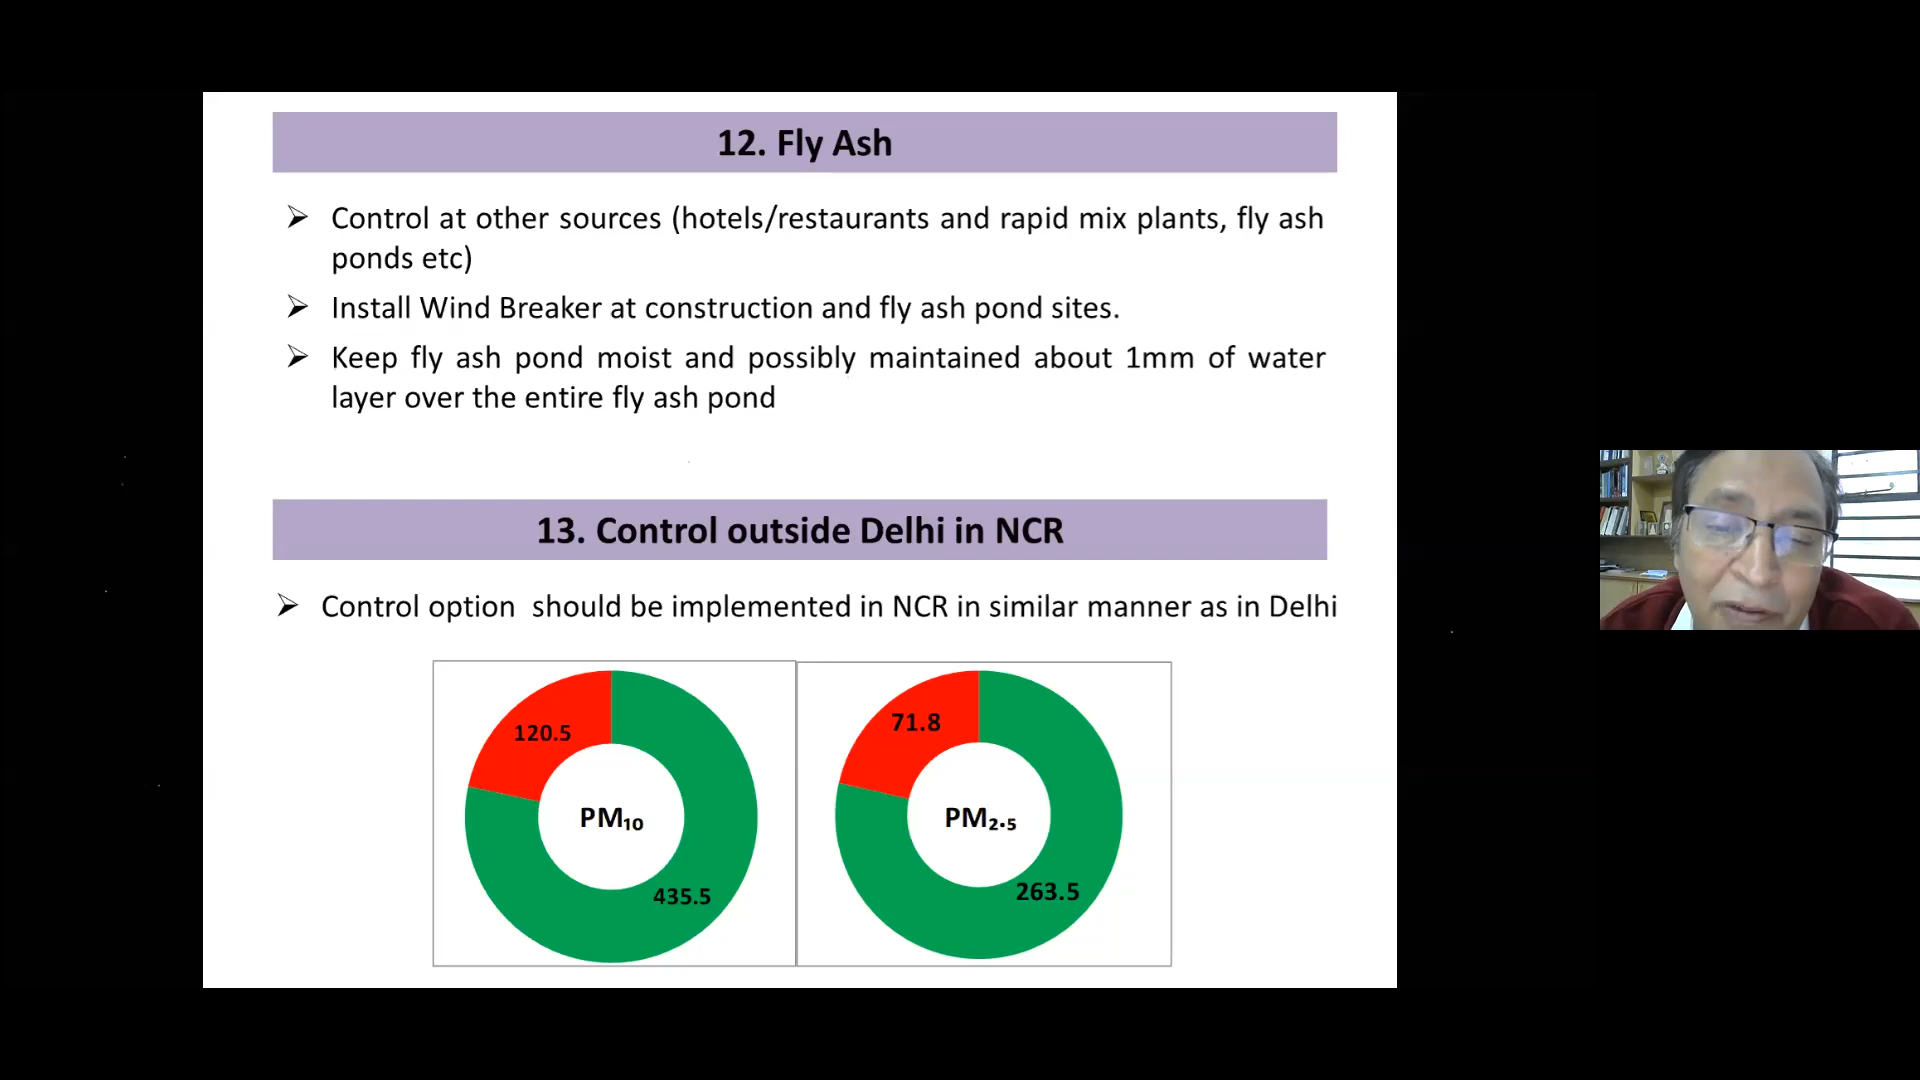 12. Fly Ash
➢ Control at other sources (hotels/restaurants and rapid mix plants, fly ash
ponds etc)
➢ Install Wind Breaker at construction and fly ash pond sites.
➢ Keep fly ash pond moist and possibly maintained about 1mm of water
layer over the entire fly ash pond
13. Control outside Delhi in NCR
➢ Control option should be implemented in NCR in similar manner as in Delhi
120.5
PM₁₀
435.5
71.8
PM₂.₅
263.5